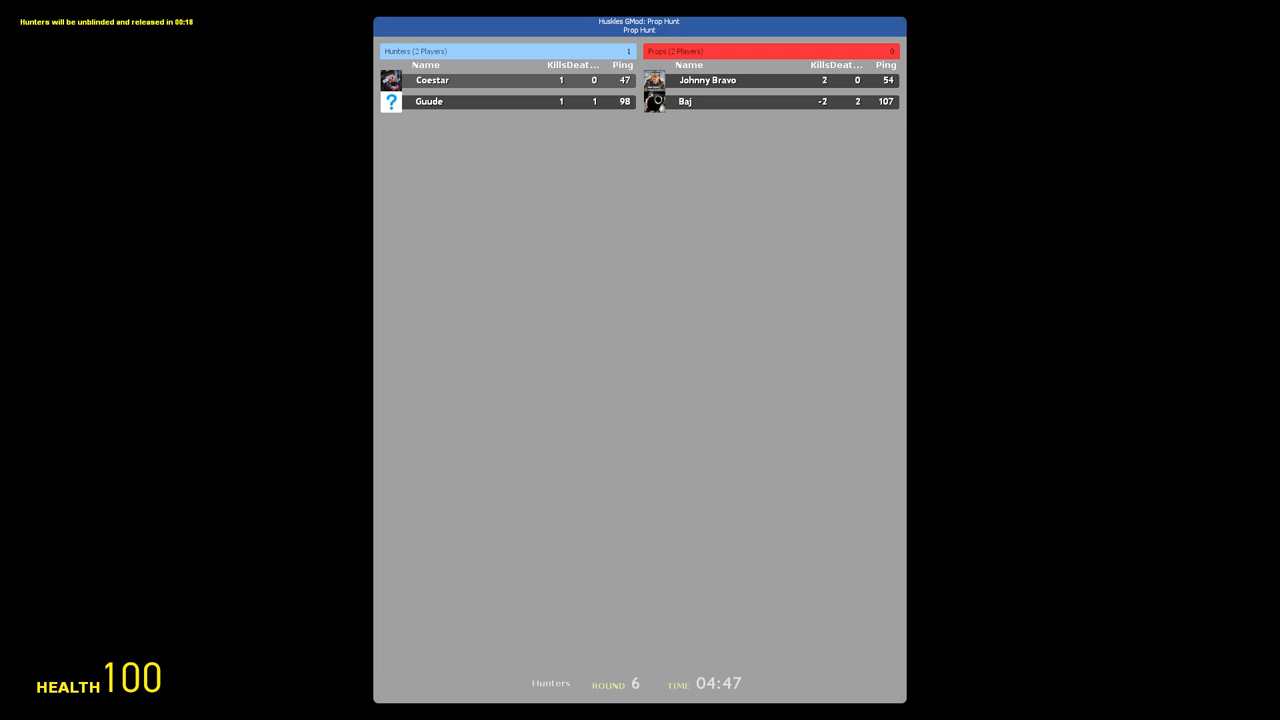 Hunters will be unblinded and released in 00:18
Huskles GMod: Prop Hunt
Prop Hunt
Hunters (2 Players) 1
Name KillsDeat... Ping
Coestar 1 0 47
? Guude 1 1 98
Props (2 Players) 0
Name KillsDeat... Ping
Johnny Bravo 2 0 54
Baj -2 2 107
HEALTH 100
Hunters ROUND 6 TIME 04:47